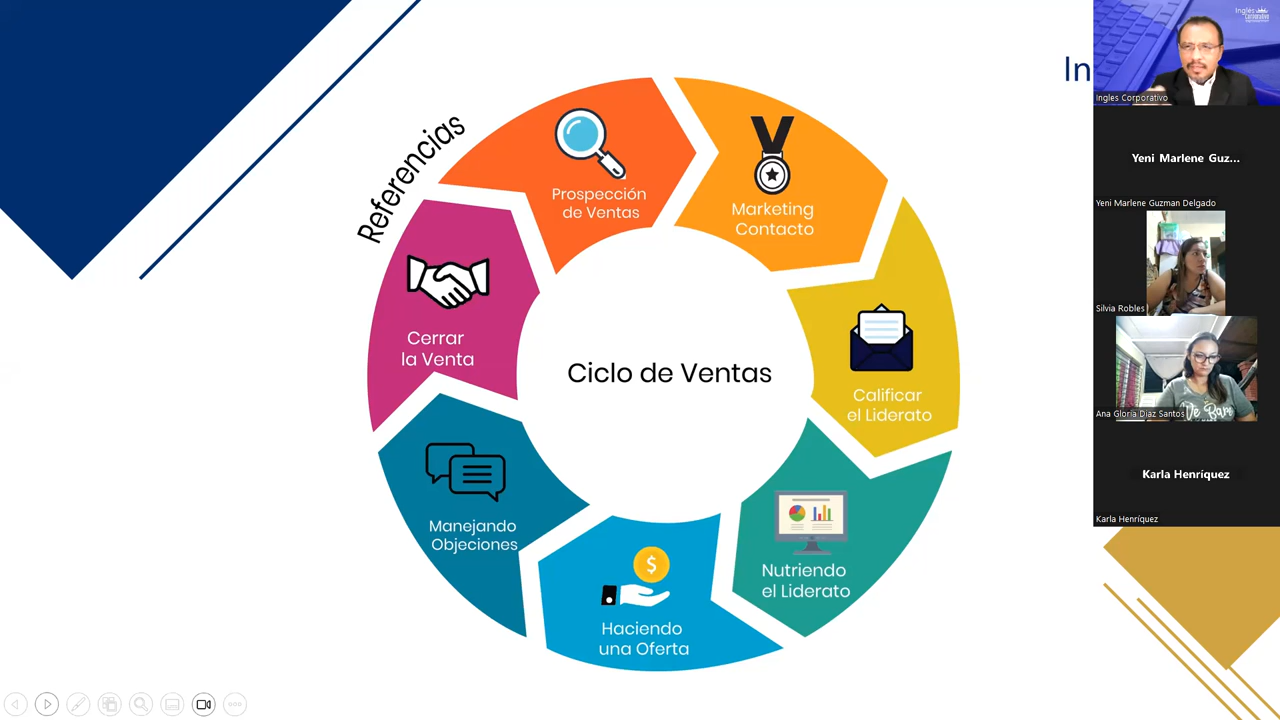 Referencias
Prospección
de Ventas
Marketing
Contacto
Calificar
el Liderato
Nutriendo
el Liderato
Haciendo
una Oferta
Manejando
Objeciones
Cerrar
la Venta
Ciclo de Ventas
In
Inglés
Corporativo
Ingles Corporativo
Yeni Marlene Guz...
Yeni Marlene Guzman Delgado
Silvia Robles
Ana Gloria Diaz Santos
Karla Henríquez
Karla Henríquez